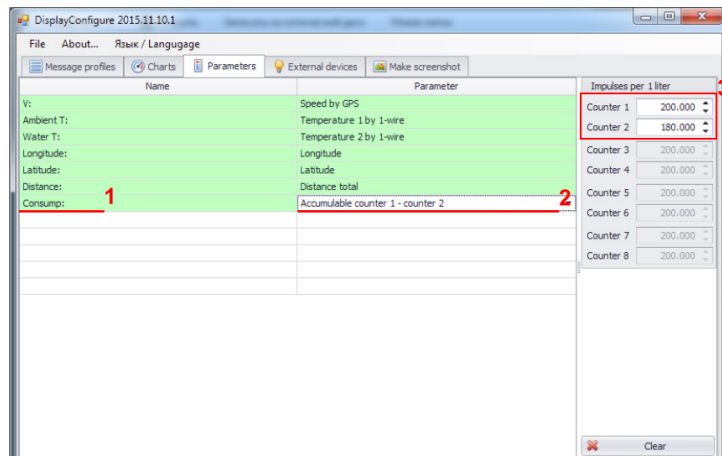 DisplayConfigure 2015.11.10.1
File About... Язык / Langugage
Message profiles Charts Parameters External devices Make screenshot
Name Parameter Impulses per 1 liter
V: Speed by GPS Counter 1 200.000
Ambient T: Temperature 1 by 1-wire Counter 2 180.000
Water T: Temperature 2 by 1-wire
Longitude: Longitude Counter 3 200.000
Latitude: Latitude Counter 4 200.000
Distance: Distance total Counter 5 200.000
Consump: 1 Accumulable counter 1 - counter 2 2 Counter 6 200.000
Counter 7 200.000
Counter 8 200.000
Clear